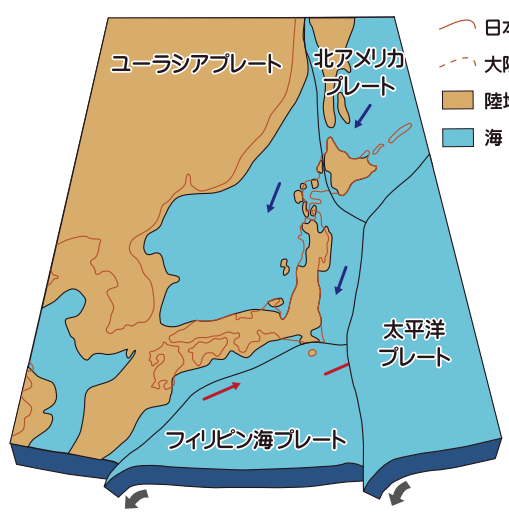 ユーラシアプレート
北アメリカ
プレート
日本
大陸
陸地
海
太平洋
プレート
フィリピン海プレート